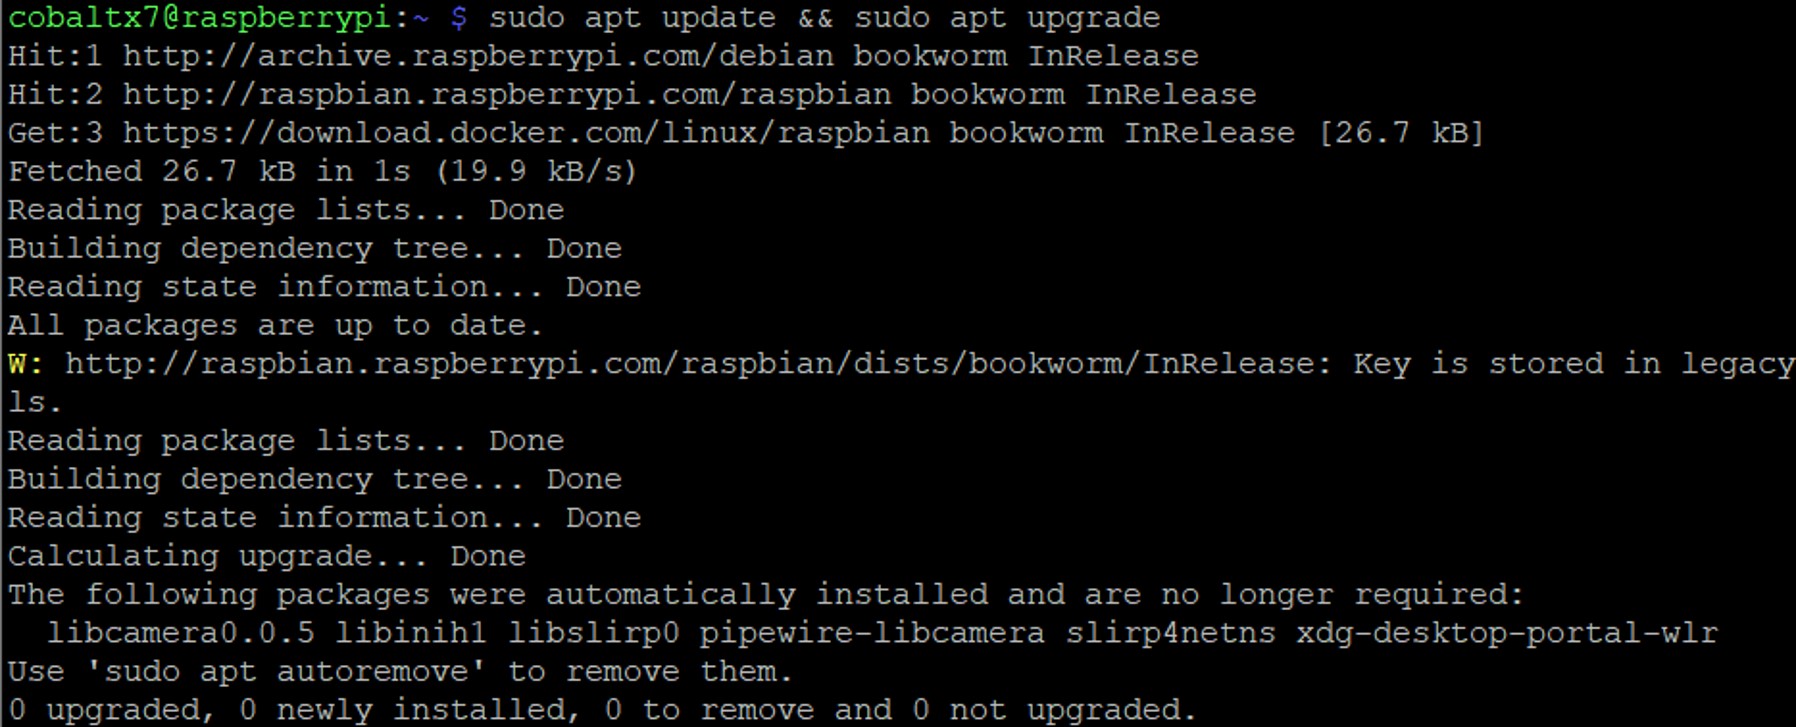 cobaltx7@raspberrypi:~ $ sudo apt update && sudo apt upgrade
Hit:1 http://archive.raspberrypi.com/debian bookworm InRelease
Hit:2 http://raspbian.raspberrypi.com/raspbian bookworm InRelease
Get:3 https://download.docker.com/linux/raspbian bookworm InRelease [26.7 kB]
Fetched 26.7 kB in 1s (19.9 kB/s)
Reading package lists... Done
Building dependency tree... Done
Reading state information... Done
All packages are up to date.
W: http://raspbian.raspberrypi.com/raspbian/dists/bookworm/InRelease: Key is stored in legacy
ls.
Reading package lists... Done
Building dependency tree... Done
Reading state information... Done
Calculating upgrade... Done
The following packages were automatically installed and are no longer required:
  libcamera0.0.5 libinih1 libslirp0 pipewire-libcamera slirp4netns xdg-desktop-portal-wlr
Use 'sudo apt autoremove' to remove them.
0 upgraded, 0 newly installed, 0 to remove and 0 not upgraded.